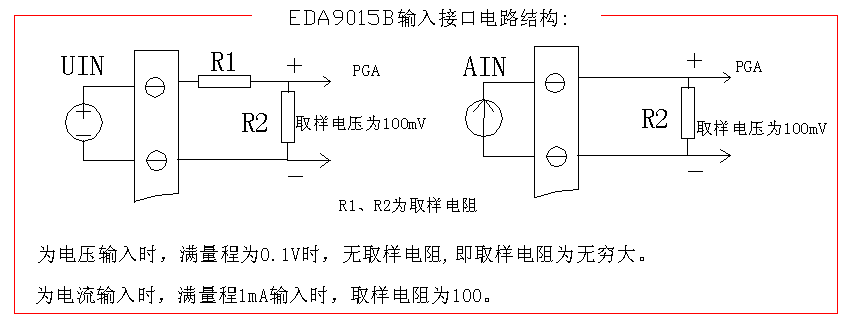 EDA9015B输入接口电路结构:
UIN
R1
+
PGA
R2
取样电压为100mV
+
−
−
AIN
+
PGA
R2
取样电压为100mV
−
R1、R2为取样电阻
为电压输入时，满量程为0.1V时，无取样电阻,即取样电阻为无穷大。
为电流输入时，满量程1mA输入时，取样电阻为100。